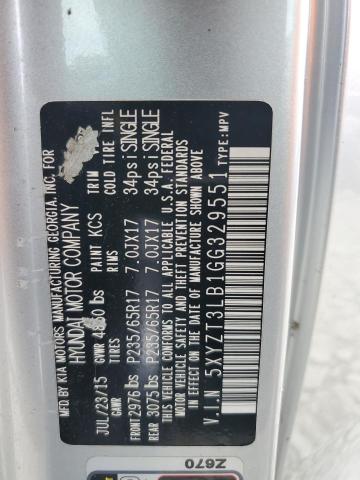 MFG. BY KIA MOTORS MANUFACTURING GEORGIA, INC. FOR
HYUNDAI MOTOR COMPANY
JUL/23/15 PAINT KCS
GVWR lbs
GAWR TIRES RIMS TRIM COLD TIRE INFL
FRONT 2976 lbs P235/65R17 7.0JX17 34psi SINGLE
REAR 3075 lbs P235/65R17 7.0JX17 34psi SINGLE
THIS VEHICLE CONFORMS TO ALL APPLICABLE U.S.A. FEDERAL
MOTOR VEHICLE SAFETY AND THEFT PREVENTION STANDARDS
IN EFFECT ON THE DATE OF MANUFACTURE SHOWN ABOVE
V.I.N. 5XYZT3LB1GG329551 TYPE:MPV
Z670